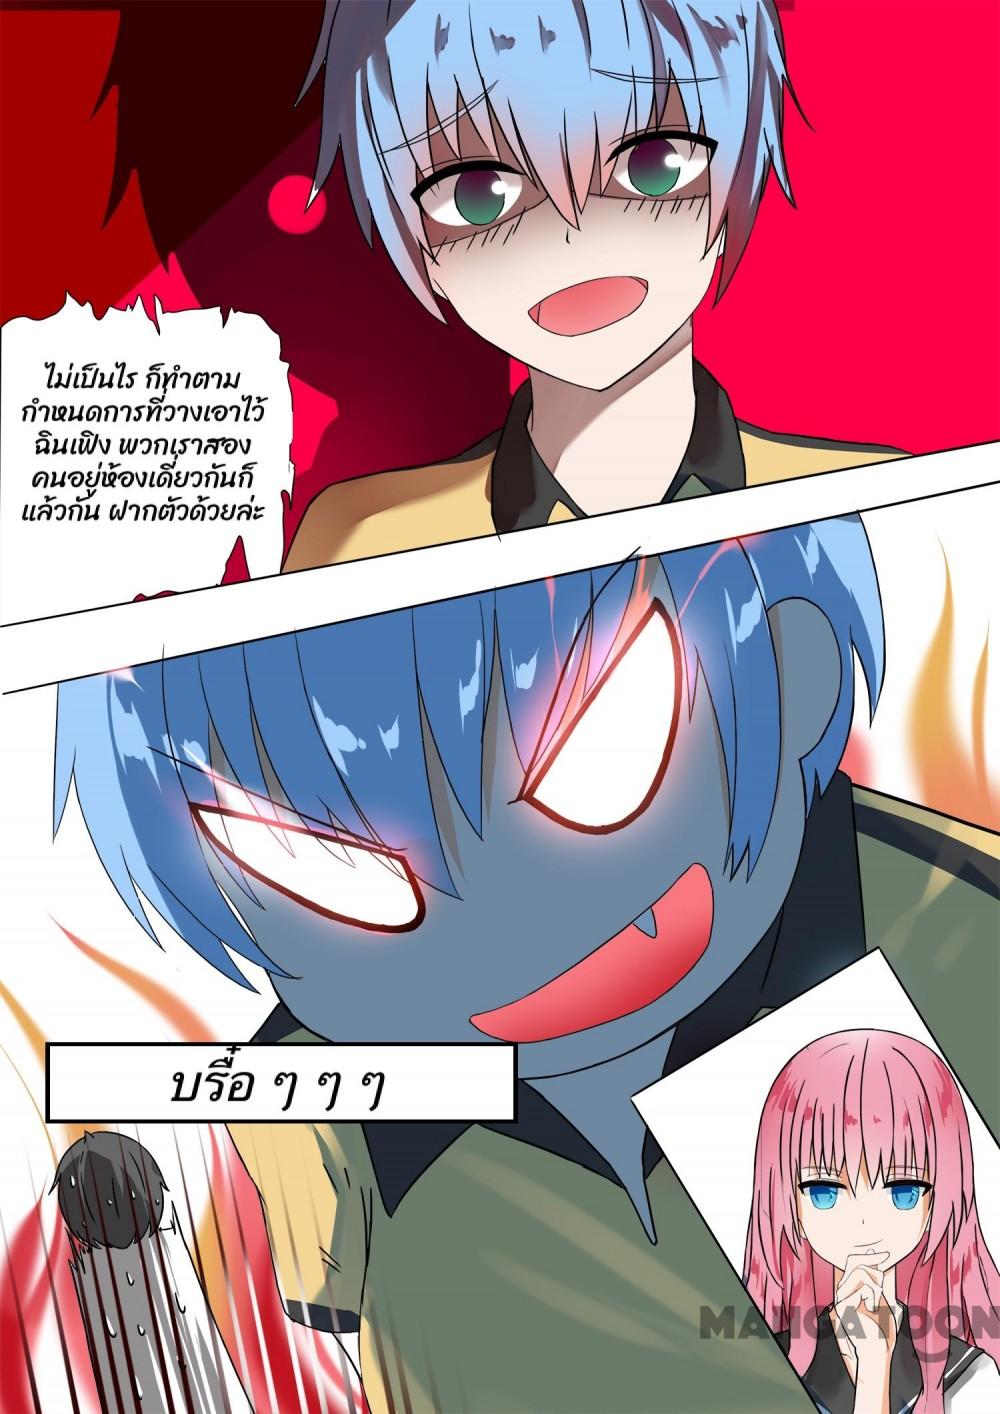 ไม่เป็นไร ก็ทำตาม
กำหนดการที่วางเอาไว้
ฉินเฟิง พวกเราสอง
คนอยู่ห้องเดี่ยวกันก็
แล้วกัน ฝากตัวด้วยล่ะ
บรื๋อ ๆ ๆ ๆ
MANGATOON